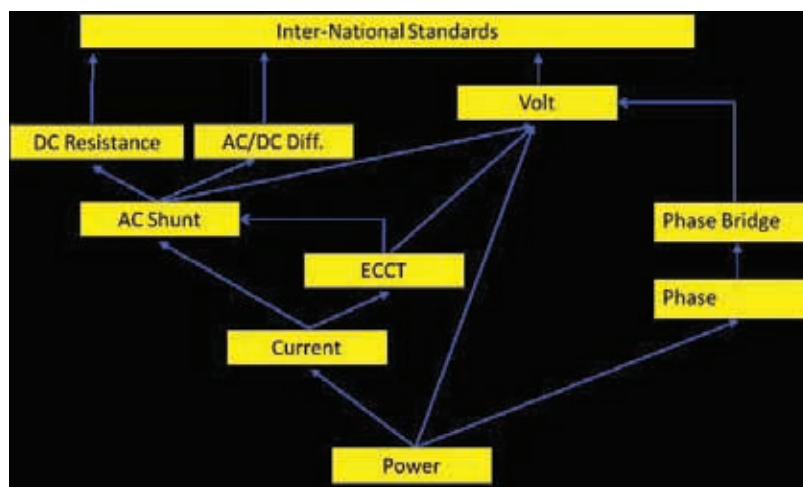 Inter-National Standards
Volt
DC Resistance
AC/DC Diff.
AC Shunt
Phase Bridge
ECCT
Phase
Current
Power